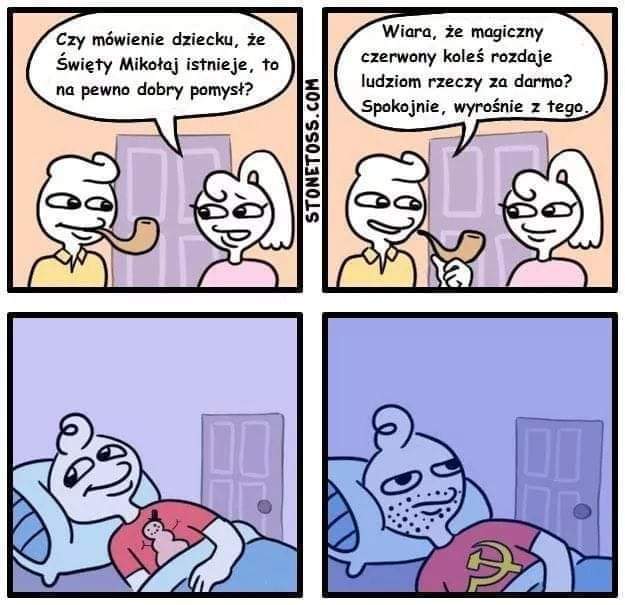 Czy mówienie dziecku, że
Święty Mikołaj istnieje, to
na pewno dobry pomysł?
STONETOSS.COM
Wiara, że magiczny
czerwony koleś rozdaje
ludziom rzeczy za darmo?
Spokojnie, wyrośnie z tego.